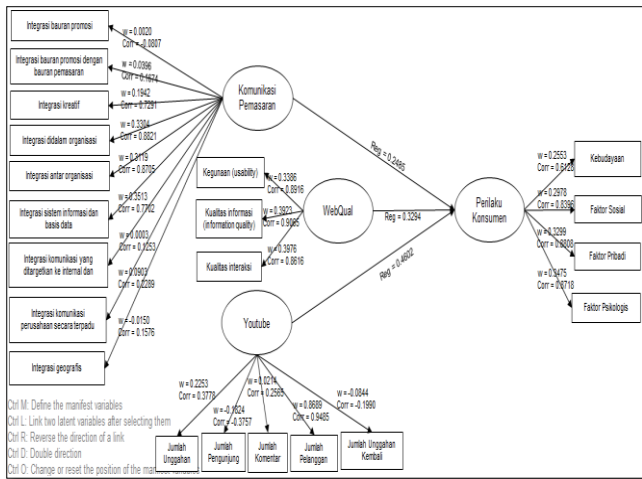 Integrasi bauran promosi
w = 0.0020
Corr = -0.0807
Integrasi bauran promosi dengan
bauran pemasaran
w = 0.0396
Corr = 0.1674
Integrasi kreatif
w = 0.1942
Corr = 0.7291
Integrasi didalam organisasi
w = 0.3304
Corr = 0.8821
Integrasi antar organisasi
w = 0.3119
Corr = 0.8705
Integrasi sistem informasi dan
basis data
w = 0.3513
Corr = 0.7702
Integrasi komunikasi yang
ditargetkan ke internal dan
w = 0.0003
Corr = 0.1253
Integrasi komunikasi
perusahaan secara terpadu
w = 0.0903
Corr = 0.2289
Integrasi geografis
w = -0.0150
Corr = 0.1576
Komunikasi
Pemasaran
Reg = 0.2485
Kegunaan (usability)
w = 0.3386
Corr = 0.8916
Kualitas informasi
(information quality)
w = 0.3923
Corr = 0.9085
Kualitas interaksi
w = 0.3976
Corr = 0.8616
WebQual
Reg = 0.3294
Perilaku
Konsumen
w = 0.2553
Corr = 0.8128
Kebudayaan
w = 0.2978
Corr = 0.8396
Faktor Sosial
w = 0.3299
Corr = 0.8808
Faktor Pribadi
w = 0.3475
Corr = 0.8718
Faktor Psikologis
Youtube
Reg = 0.4602
w = 0.2253
Corr = 0.3778
w = -0.1824
Corr = -0.3757
w = 0.0214
Corr = 0.2565
w = 0.8689
Corr = 0.9485
w = -0.0844
Corr = -0.1990
Jumlah
Unggahan
Jumlah
Pengunjung
Jumlah
Komentar
Jumlah
Pelanggan
Jumlah Unggahan
Kembali
Ctrl M: Define the manifest variables
Ctrl L: Link two latent variables after selecting them
Ctrl R: Reverse the direction of a link
Ctrl D: Double direction
Ctrl O: Change or reset the position of the manifest variables